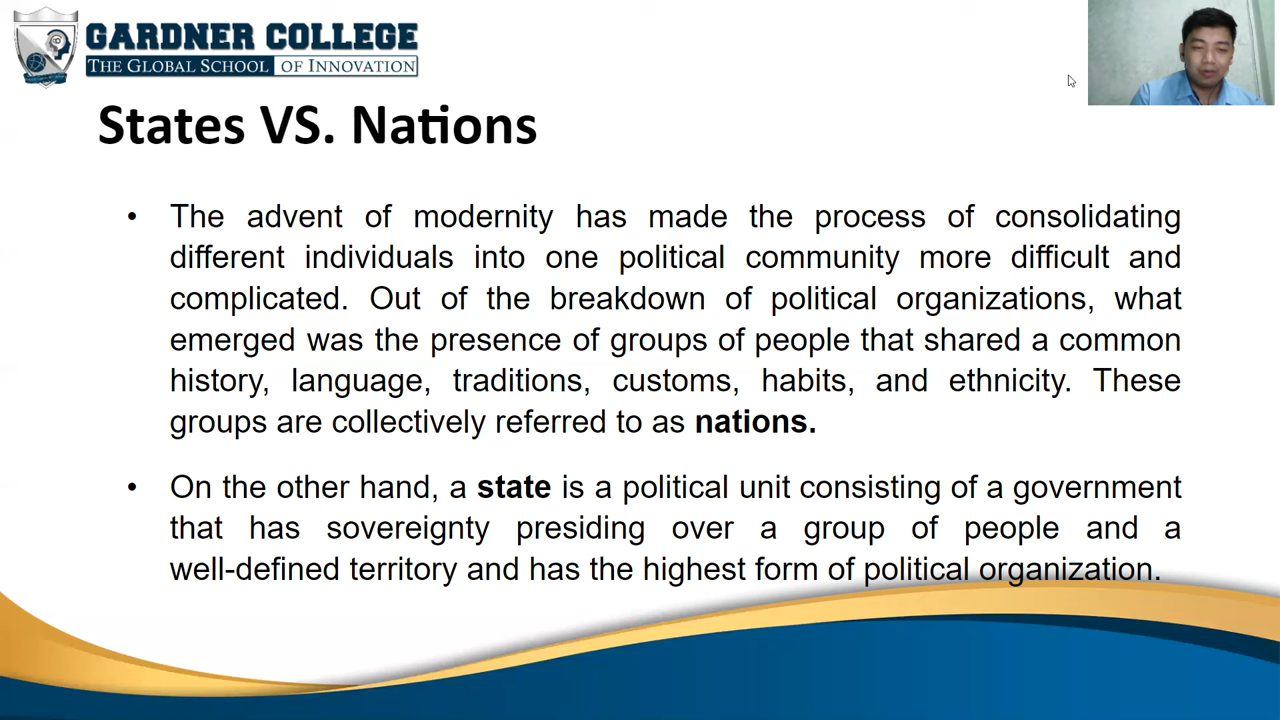 GARDNER COLLEGE
THE GLOBAL SCHOOL OF INNOVATION
States VS. Nations
• The advent of modernity has made the process of consolidating
different individuals into one political community more difficult and
complicated. Out of the breakdown of political organizations, what
emerged was the presence of groups of people that shared a common
history, language, traditions, customs, habits, and ethnicity. These
groups are collectively referred to as nations.
• On the other hand, a state is a political unit consisting of a government
that has sovereignty presiding over a group of people and a
well-defined territory and has the highest form of political organization.